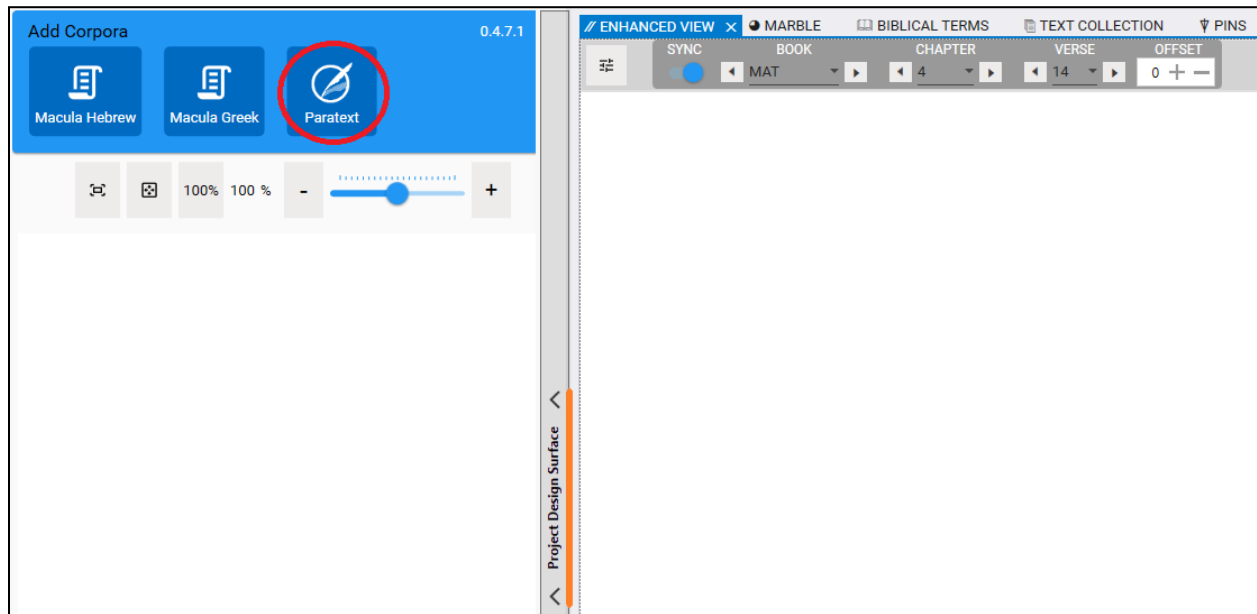 Add Corpora 0.4.7.1
Macula Hebrew Macula Greek Paratext
100% 100 % - +
Project Design Surface
// ENHANCED VIEW X MARBLE BIBLICAL TERMS TEXT COLLECTION PINS
SYNC BOOK CHAPTER VERSE OFFSET
MAT 4 14 0 + −